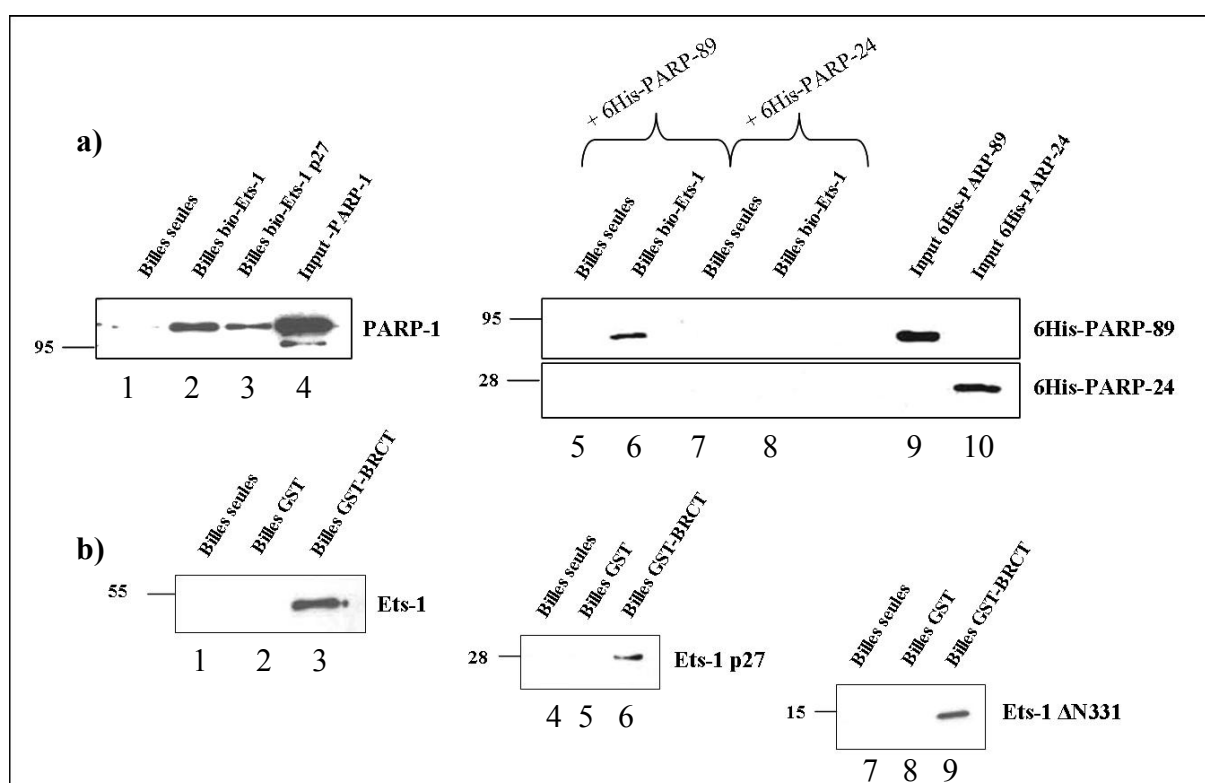 a)
+ 6His-PARP-89
+ 6His-PARP-24
Billes seules
Billes bio-Ets-1
Billes bio-Ets-1 p27
Input -PARP-1
95
PARP-1
1 2 3 4
Billes seules
Billes bio-Ets-1
Billes seules
Billes bio-Ets-1
Input 6His-PARP-89
Input 6His-PARP-24
95
6His-PARP-89
28
6His-PARP-24
5 6 7 8 9 10
b)
Billes seules
Billes GST
Billes GST-BRCT
55
Ets-1
1 2 3
Billes seules
Billes GST
Billes GST-BRCT
28
Ets-1 p27
4 5 6
Billes seules
Billes GST
Billes GST-BRCT
15
Ets-1 ΔN331
7 8 9